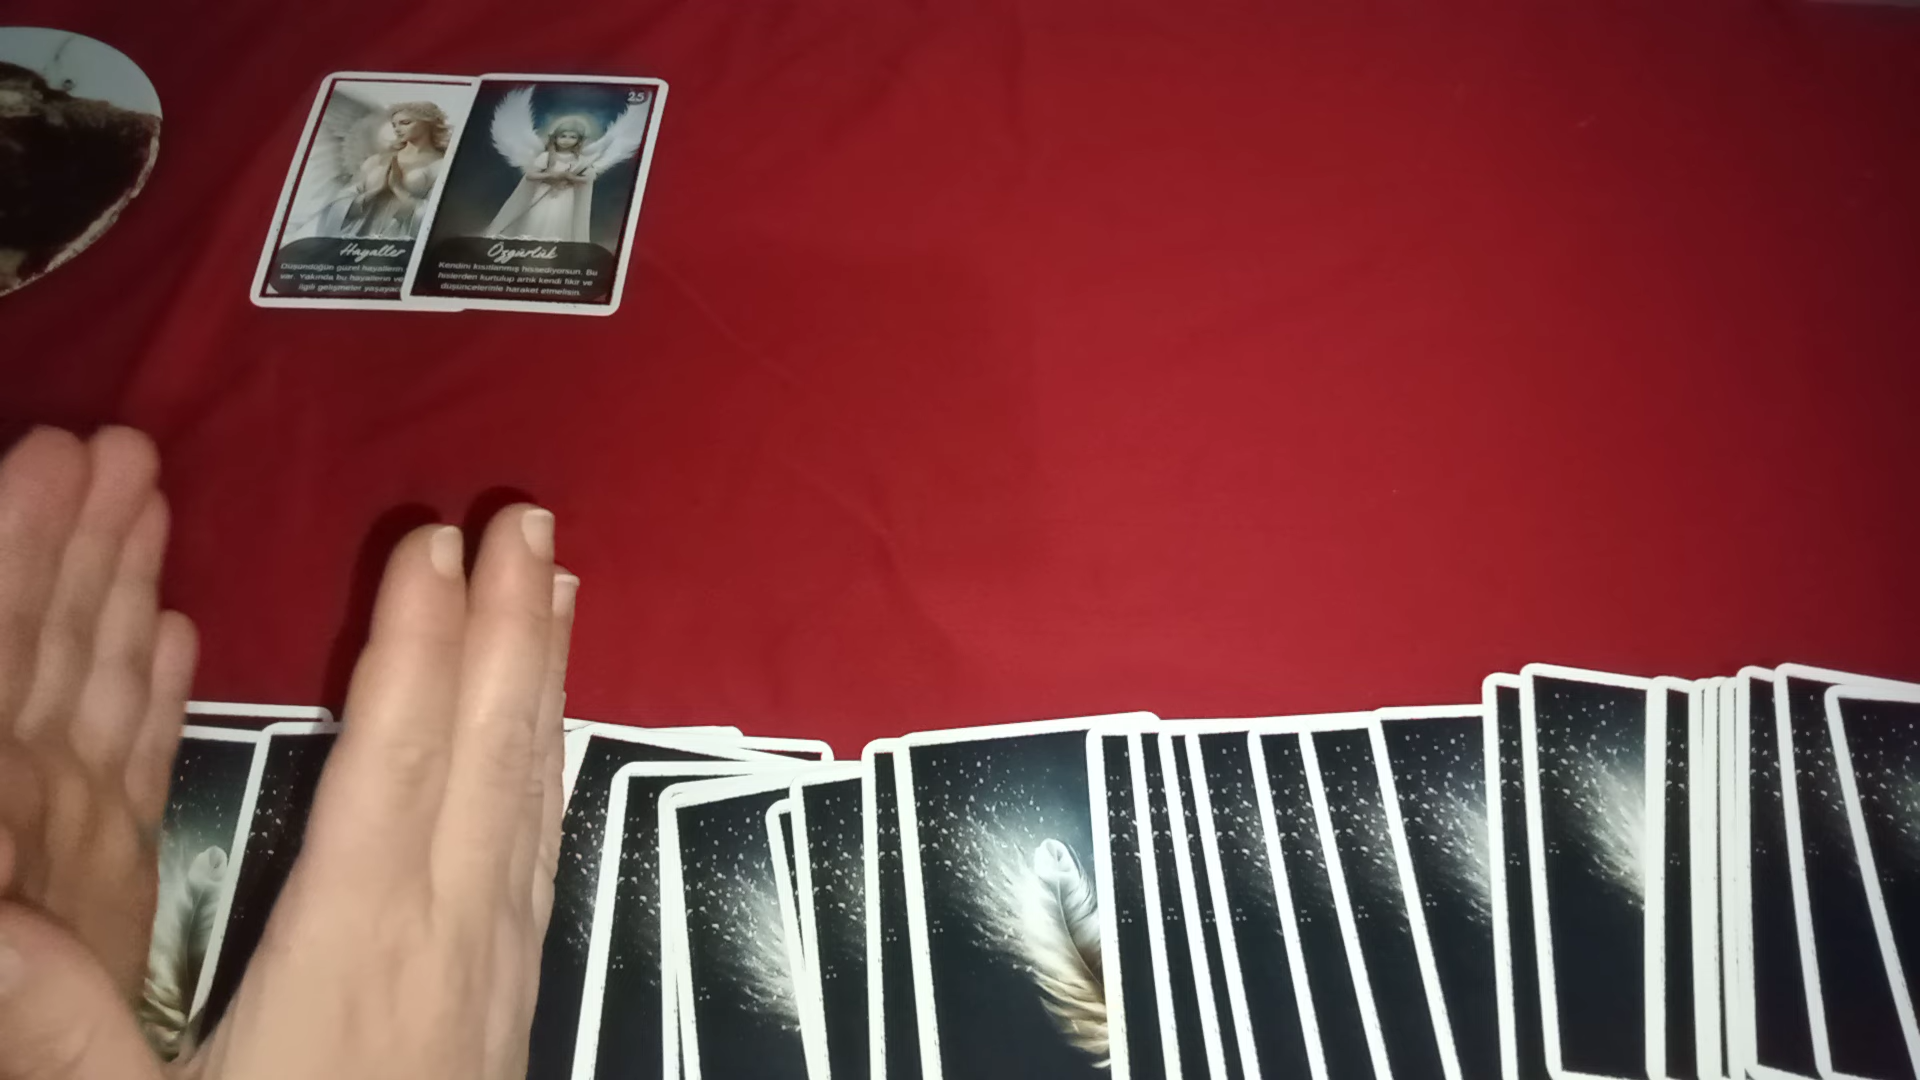 Hayaller
Düşündüğün güzel hayallerin
var. Yakında bu hayallerin ve
ilgili gelişmeler
25
Özgürlük
Kendini kısıtlanmış hissediyorsun. Bu
hislerden kurtulup artık kendi fikir ve
düşüncelerinle hareket etmelisin.